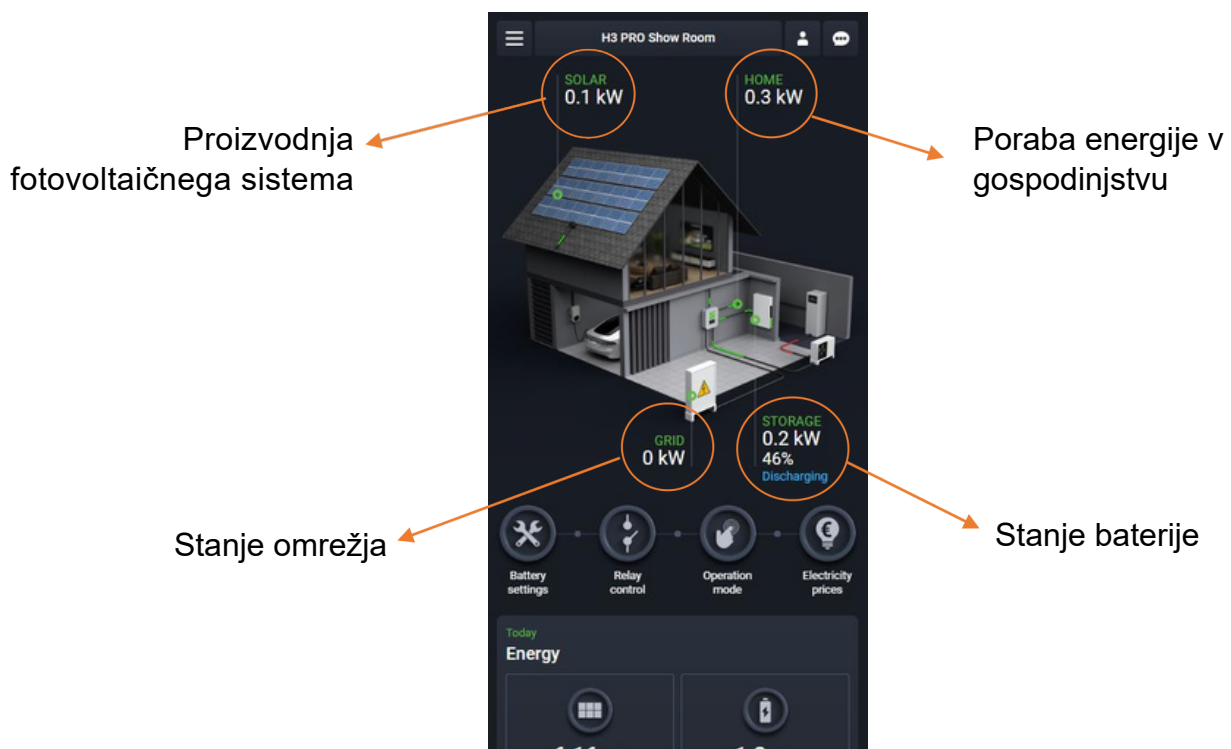 H3 PRO Show Room
SOLAR
0.1 kW
HOME
0.3 kW
Proizvodnja
fotovoltaičnega sistema
Poraba energije v
gospodinjstvu
GRID
0 kW
STORAGE
0.2 kW
46%
Discharging
Stanje omrežja
Stanje baterije
Battery
settings
Relay
control
Operation
mode
Electricity
prices
Today
Energy